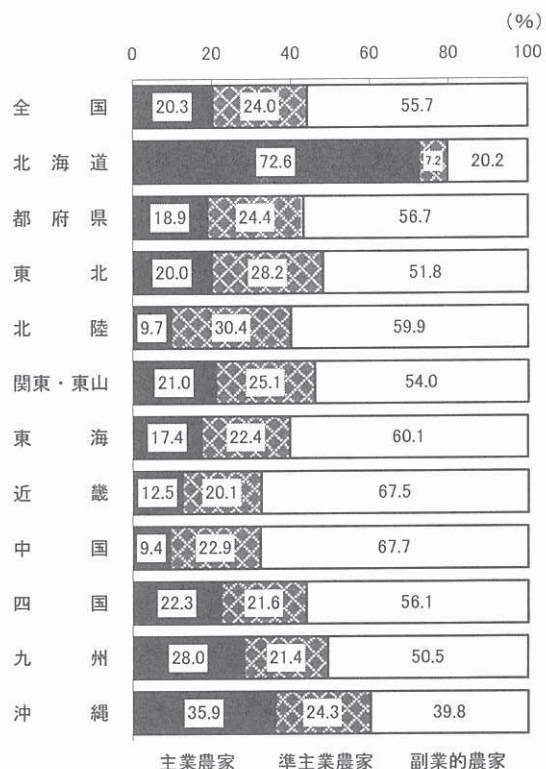 (%)
0 20 40 60 80 100
全国 20.3 24.0 55.7
北海道 72.6 7.2 20.2
都府県 18.9 24.4 56.7
東北 20.0 28.2 51.8
北陸 9.7 30.4 59.9
関東・東山 21.0 25.1 54.0
東海 17.4 22.4 60.1
近畿 12.5 20.1 67.5
中国 9.4 22.9 67.7
四国 22.3 21.6 56.1
九州 28.0 21.4 50.5
沖縄 35.9 24.3 39.8
主業農家 準主業農家 副業的農家